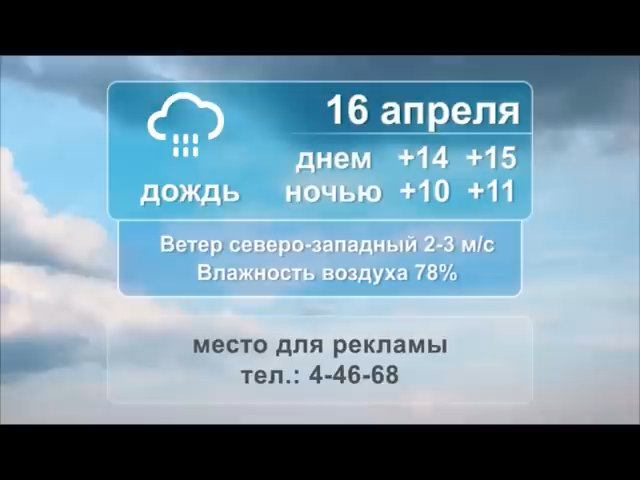 16 апреля
дождь
днем +14 +15
ночью +10 +11
Ветер северо-западный 2-3 м/с
Влажность воздуха 78%
место для рекламы
тел.: 4-46-68